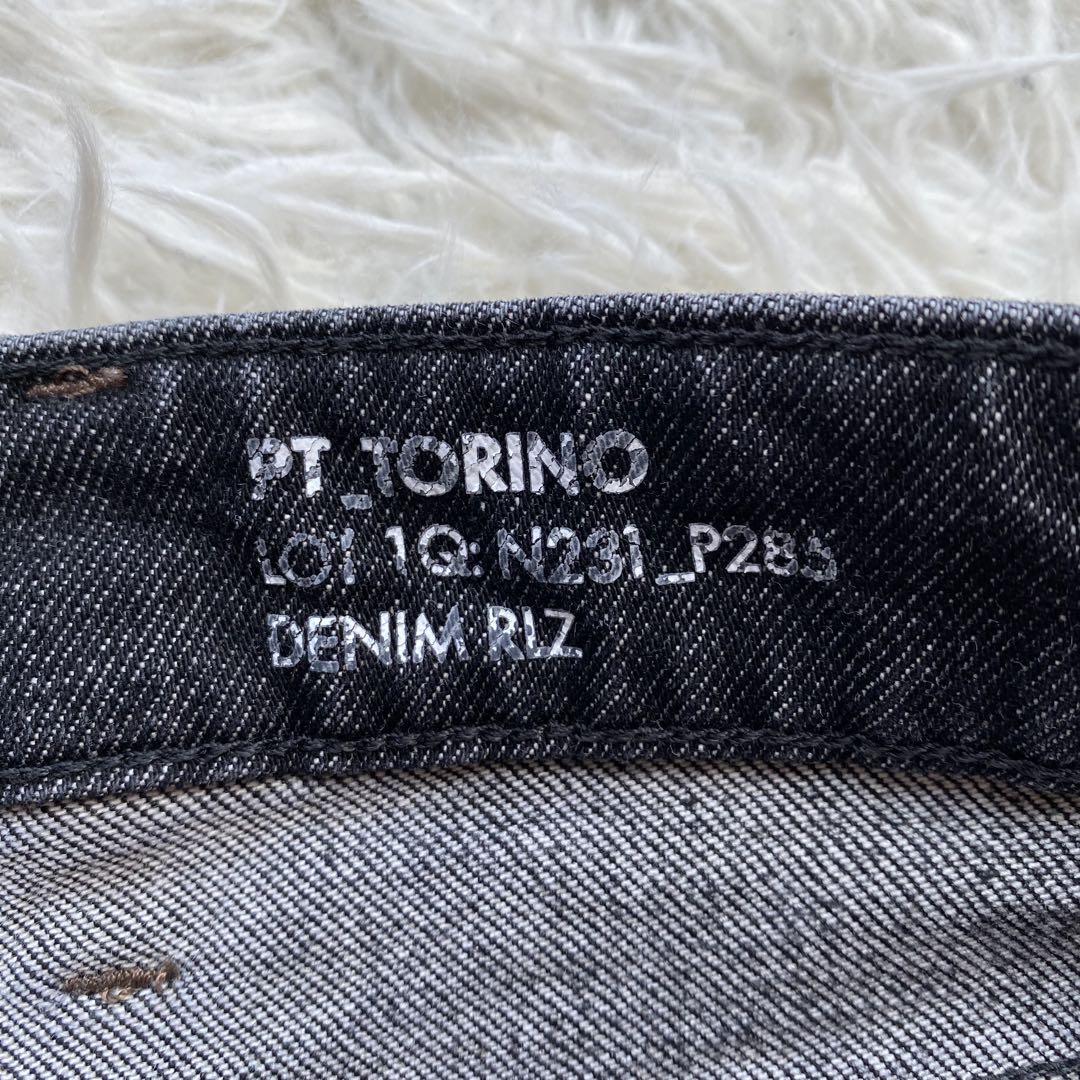 PT_TORINO
LOT 1Q: N231_P285
DENIM RLZ